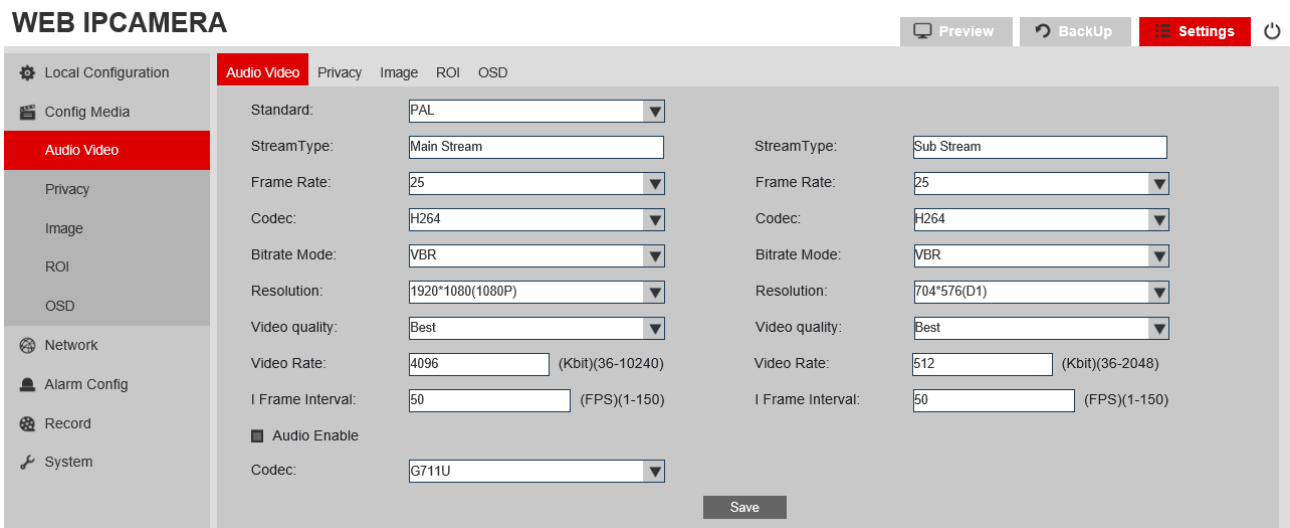 WEB IPCAMERA
Preview BackUp Settings
Local Configuration
Config Media
Audio Video
Privacy
Image
ROI
OSD
Network
Alarm Config
Record
System
Audio Video Privacy Image ROI OSD
Standard: PAL
StreamType: Main Stream StreamType: Sub Stream
Frame Rate: 25 Frame Rate: 25
Codec: H264 Codec: H264
Bitrate Mode: VBR Bitrate Mode: VBR
Resolution: 1920*1080(1080P) Resolution: 704*576(D1)
Video quality: Best Video quality: Best
Video Rate: 4096 (Kbit)(36-10240) Video Rate: 512 (Kbit)(36-2048)
I Frame Interval: 50 (FPS)(1-150) I Frame Interval: 50 (FPS)(1-150)
Audio Enable
Codec: G711U
Save